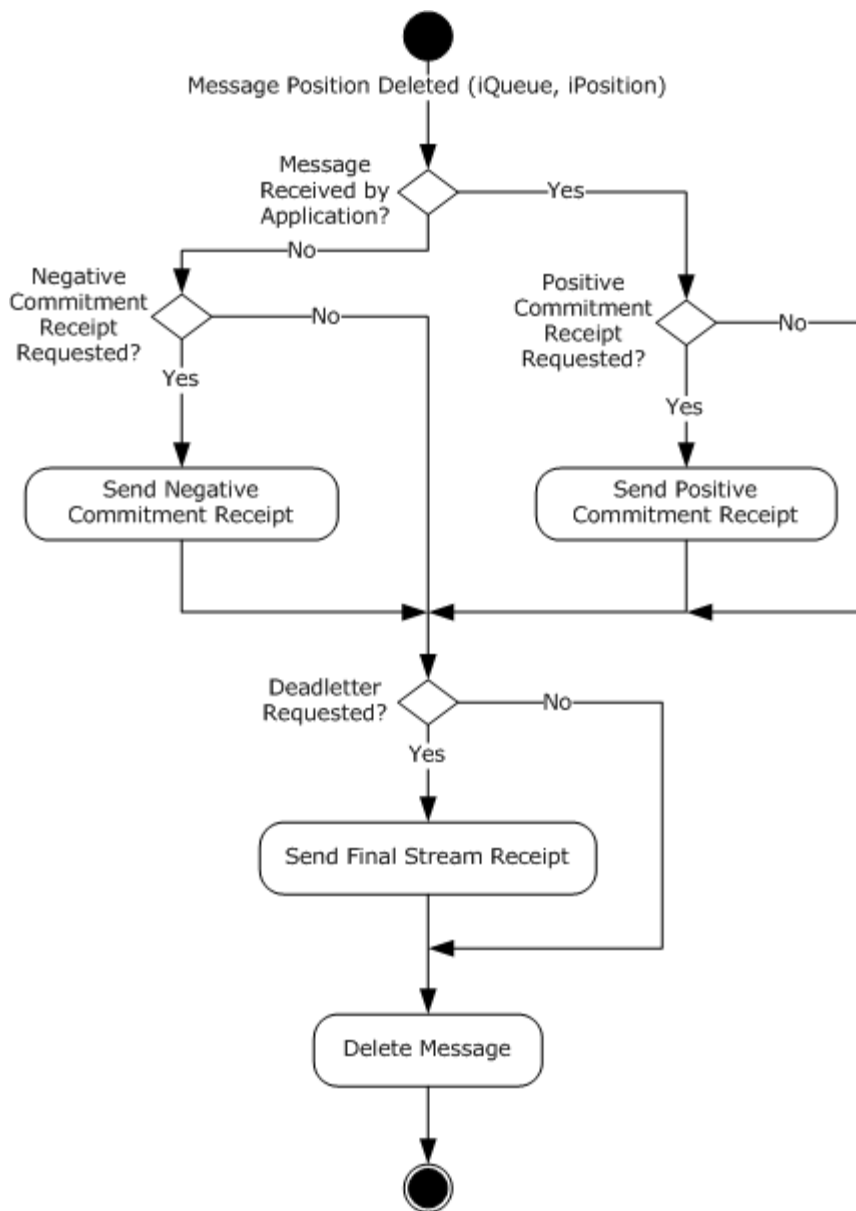 Message Position Deleted (iQueue, iPosition)
Message
Received by
Application?
Yes
No
Negative
Commitment
Receipt
Requested?
No
Yes
Positive
Commitment
Receipt
Requested?
No
Yes
Send Negative
Commitment Receipt
Send Positive
Commitment Receipt
Deadletter
Requested?
No
Yes
Send Final Stream Receipt
Delete Message